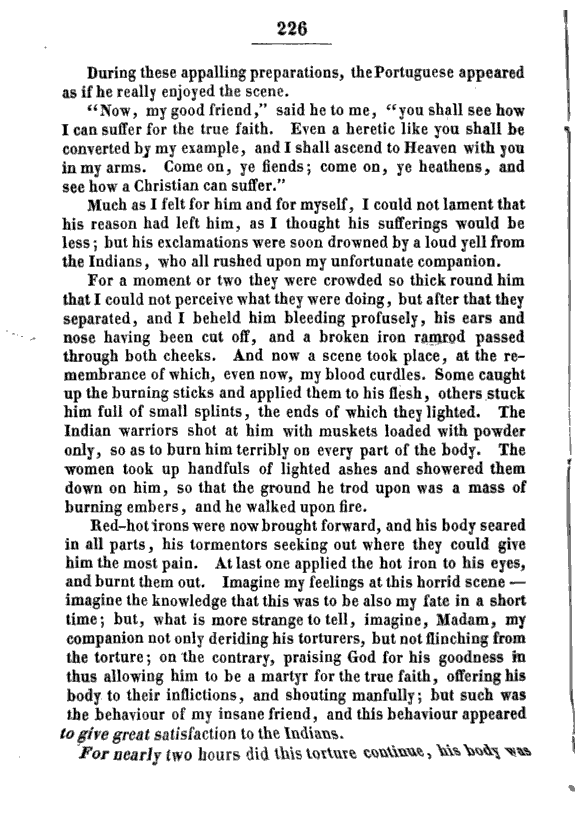 226
During these appalling preparations, the Portuguese appeared
as if he really enjoyed the scene.
“Now, my good friend,” said he to me, “you shall see how
I can suffer for the true faith. Even a heretic like you shall be
converted by my example, and I shall ascend to Heaven with you
in my arms. Come on, ye fiends; come on, ye heathens, and
see how a Christian can suffer.”
Much as I felt for him and for myself, I could not lament that
his reason had left him, as I thought his sufferings would be
less; but his exclamations were soon drowned by a loud yell from
the Indians, who all rushed upon my unfortunate companion.
For a moment or two they were crowded so thick round him
that I could not perceive what they were doing, but after that they
separated, and I beheld him bleeding profusely, his ears and
nose having been cut off, and a broken iron ramrod passed
through both cheeks. And now a scene took place, at the re-
membrance of which, even now, my blood curdles. Some caught
up the burning sticks and applied them to his flesh, others stuck
him full of small splints, the ends of which they lighted. The
Indian warriors shot at him with muskets loaded with powder
only, so as to burn him terribly on every part of the body. The
women took up handfuls of lighted ashes and showered them
down on him, so that the ground he trod upon was a mass of
burning embers, and he walked upon fire.
Red-hot irons were now brought forward, and his body seared
in all parts, his tormentors seeking out where they could give
him the most pain. At last one applied the hot iron to his eyes,
and burnt them out. Imagine my feelings at this horrid scene —
imagine the knowledge that this was to be also my fate in a short
time; but, what is more strange to tell, imagine, Madam, my
companion not only deriding his torturers, but not flinching from
the torture; on the contrary, praising God for his goodness in
thus allowing him to be a martyr for the true faith, offering his
body to their inflictions, and shouting manfully; but such was
the behaviour of my insane friend, and this behaviour appeared
to give great satisfaction to the Indians.
For nearly two hours did this torture continue, his body was